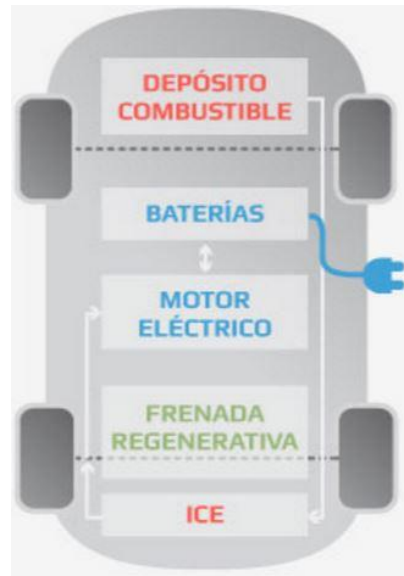 DEPÓSITO
COMBUSTIBLE
BATERÍAS
MOTOR
ELÉCTRICO
FRENADA
REGENERATIVA
ICE